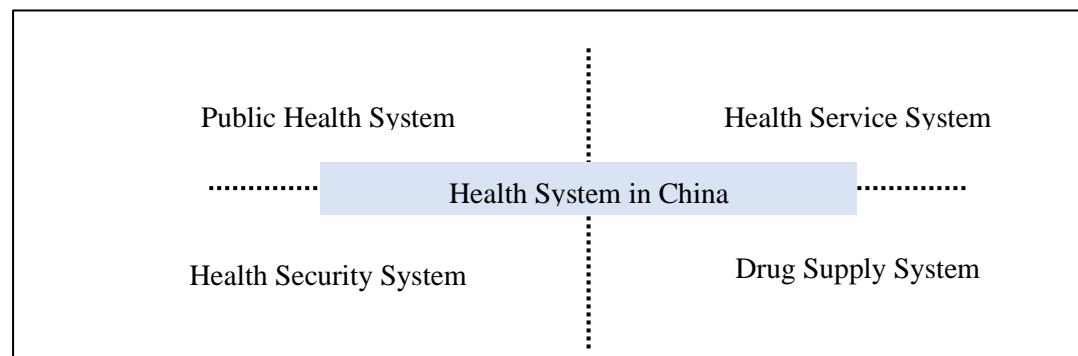 Public Health System
Health Service System
Health System in China
Health Security System
Drug Supply System